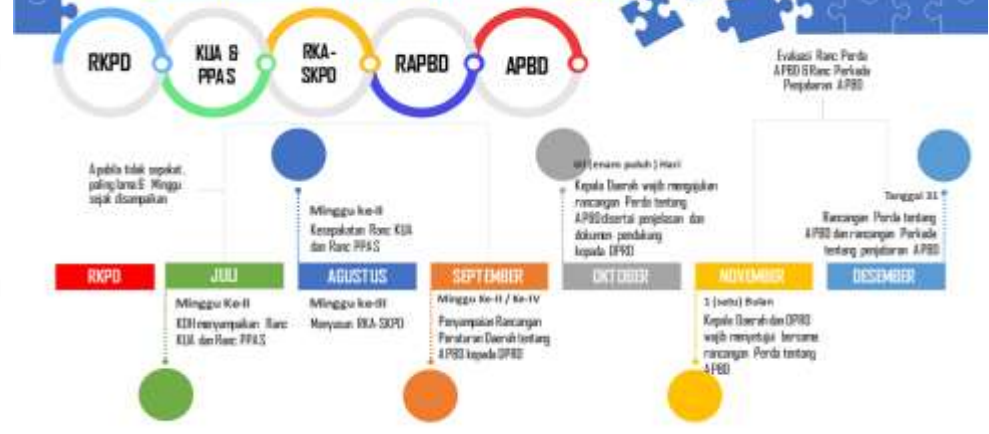 RKPD
KUA &
PPAS
RKA-
SKPD
RAPBD
APBD
Evaluasi Ranc Perda
APBD & Ranc Perkada
Penjabaran APBD
Apabila tidak sepakat,
paling lama 6 Minggu
sejak disampaikan
Minggu ke-II
Kesepakatan Ranc KUA
dan Ranc PPAS
(enam puluh) Hari
Kepala Daerah wajib mengajukan
rancangan Perda tentang
APBD disertai penjelasan dan
dokumen pendukung
kepada DPRD
Tanggal 31
Rancangan Perda tentang
APBD dan rancangan Perkada
tentang penjabaran APBD
RKPD
JULI
AGUSTUS
SEPTEMBER
OKTOBER
NOVEMBER
DESEMBER
Minggu Ke-II
KDH menyampaikan Ranc
KUA dan Ranc PPAS
Minggu ke-III
Menyusun RKA-SKPD
Minggu Ke-II / Ke-IV
Penyampaian Rancangan
Peraturan Daerah tentang
APBD kepada DPRD
1 (satu) Bulan
Kepala Daerah dan DPRD
wajib menyetujui bersama
rancangan Perda tentang
APBD